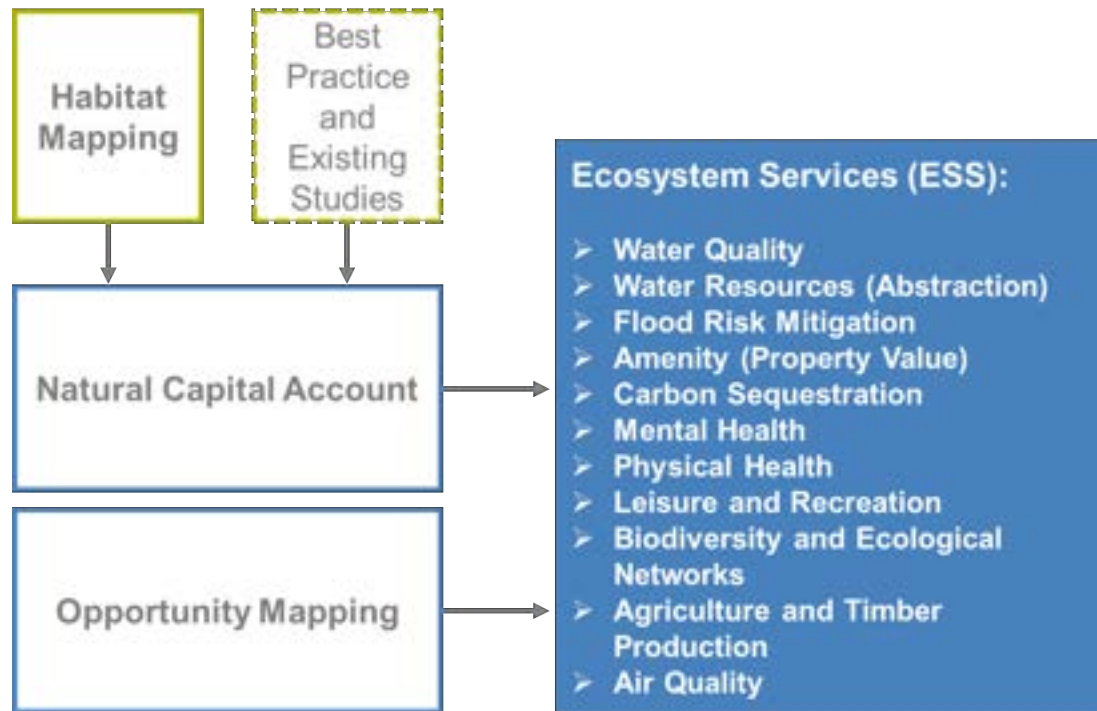 Habitat
Mapping
Best
Practice
and
Existing
Studies
Natural Capital Account
Opportunity Mapping
Ecosystem Services (ESS):
➢ Water Quality
➢ Water Resources (Abstraction)
➢ Flood Risk Mitigation
➢ Amenity (Property Value)
➢ Carbon Sequestration
➢ Mental Health
➢ Physical Health
➢ Leisure and Recreation
➢ Biodiversity and Ecological
Networks
➢ Agriculture and Timber
Production
➢ Air Quality